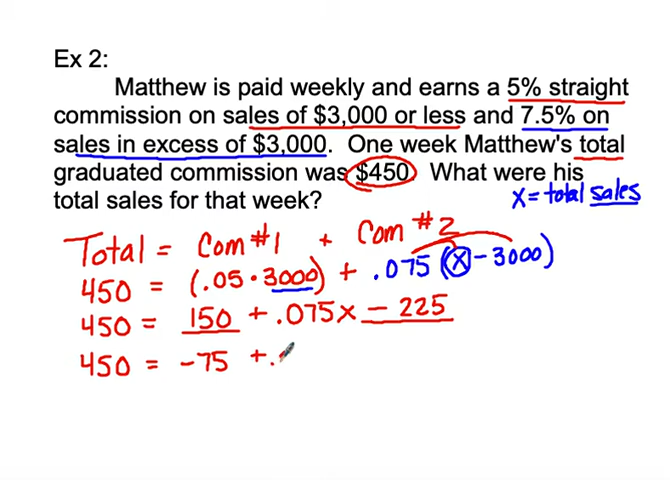 Ex 2:
Matthew is paid weekly and earns a 5% straight
commission on sales of $3,000 or less and 7.5% on
sales in excess of $3,000. One week Matthew's total
graduated commission was $450. What were his
total sales for that week?
x = total sales
Total = Com #1 + Com #2
450 = (.05 · 3000) + .075 (x - 3000)
450 = 150 + .075x - 225
450 = -75 + .